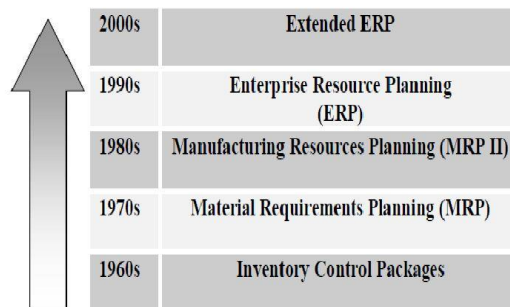 2000s Extended ERP
1990s Enterprise Resource Planning
(ERP)
1980s Manufacturing Resources Planning (MRP II)
1970s Material Requirements Planning (MRP)
1960s Inventory Control Packages